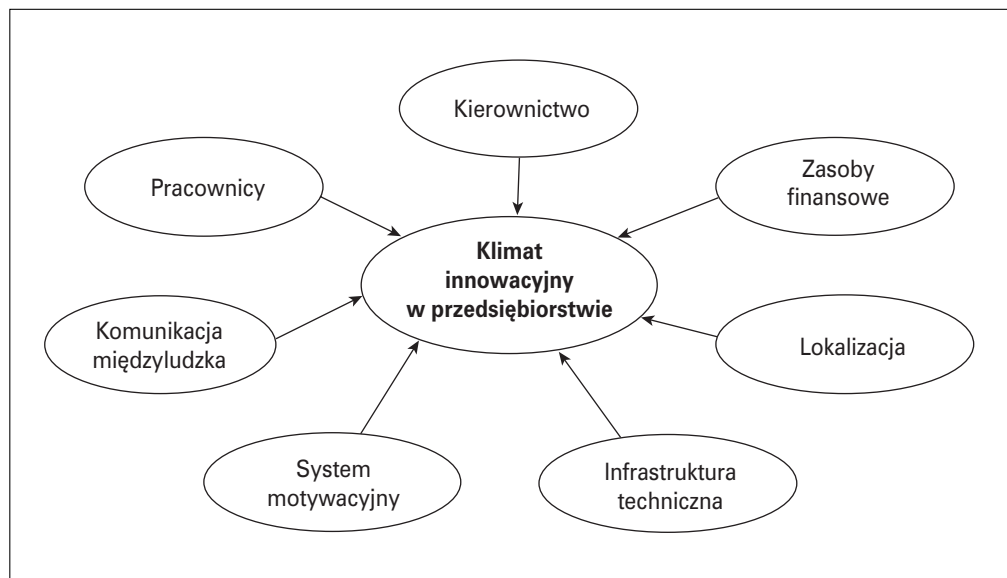 Kierownictwo
Pracownicy
Zasoby
finansowe
Klimat
innowacyjny
w przedsiębiorstwie
Komunikacja
międzyludzka
Lokalizacja
System
motywacyjny
Infrastruktura
techniczna